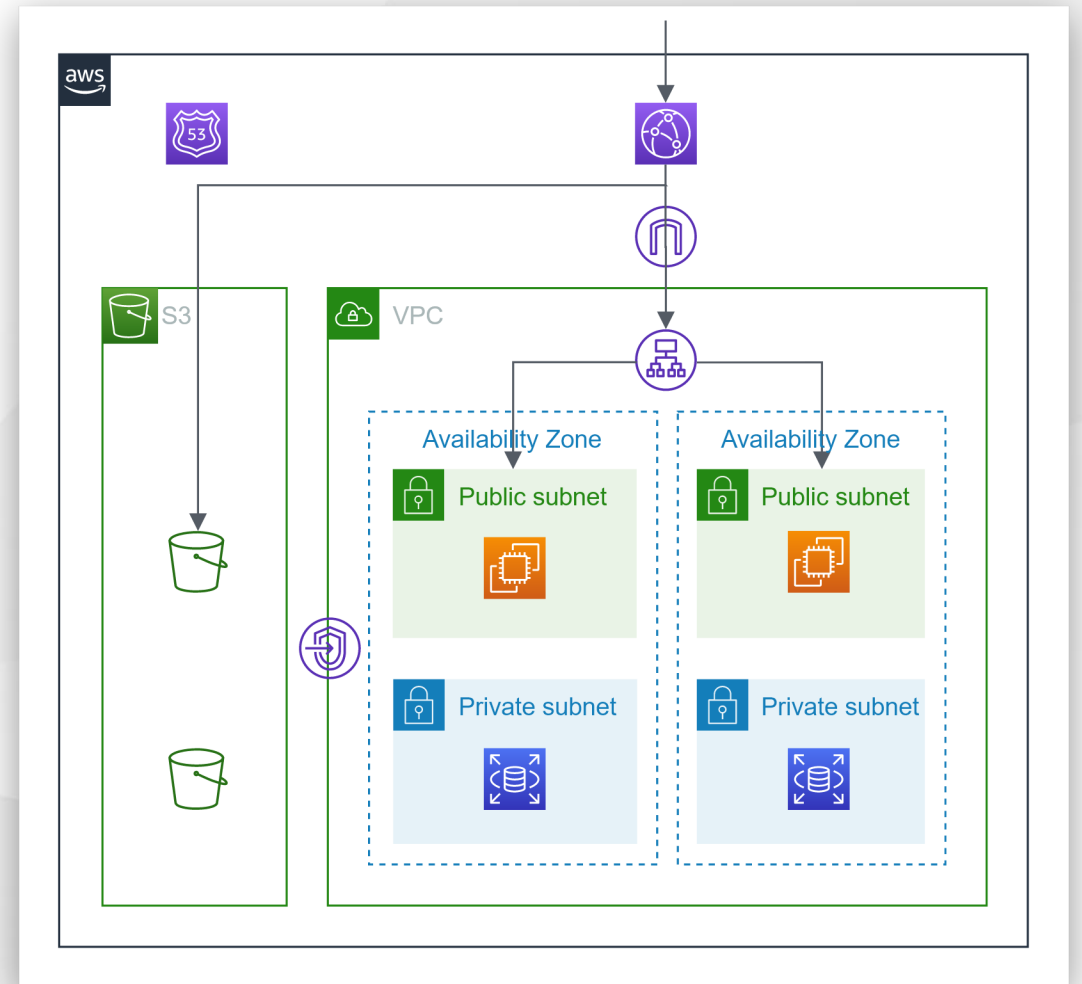 aws
53
S3
VPC
Availability Zone
Availability Zone
Public subnet
Public subnet
Private subnet
Private subnet